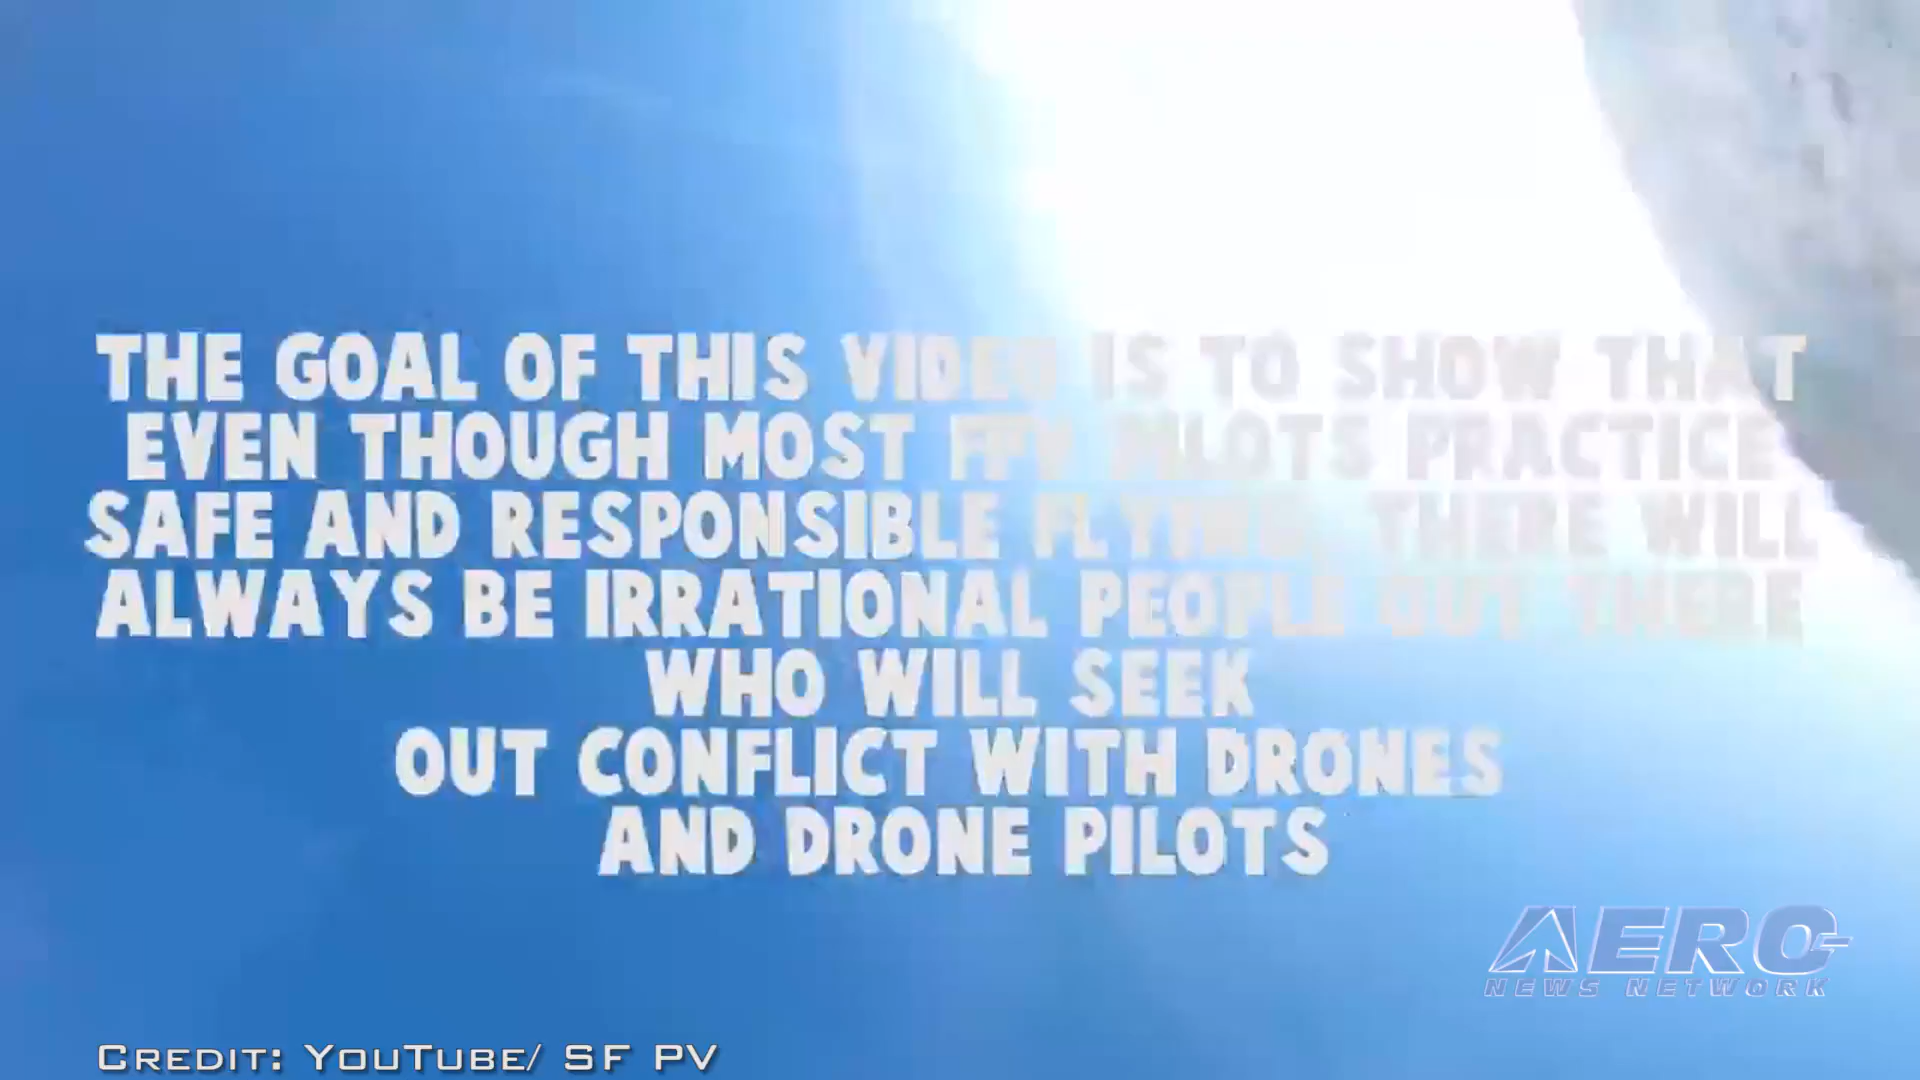 THE GOAL OF THIS VIDEO IS TO SHOW THAT
EVEN THOUGH MOST FPV PILOTS PRACTICE
SAFE AND RESPONSIBLE FLYING, THERE WILL
ALWAYS BE IRRATIONAL PEOPLE OUT THERE
WHO WILL SEEK
OUT CONFLICT WITH DRONES
AND DRONE PILOTS
AERO
NEWS NETWORK
CREDIT: YOUTUBE/ SF PV